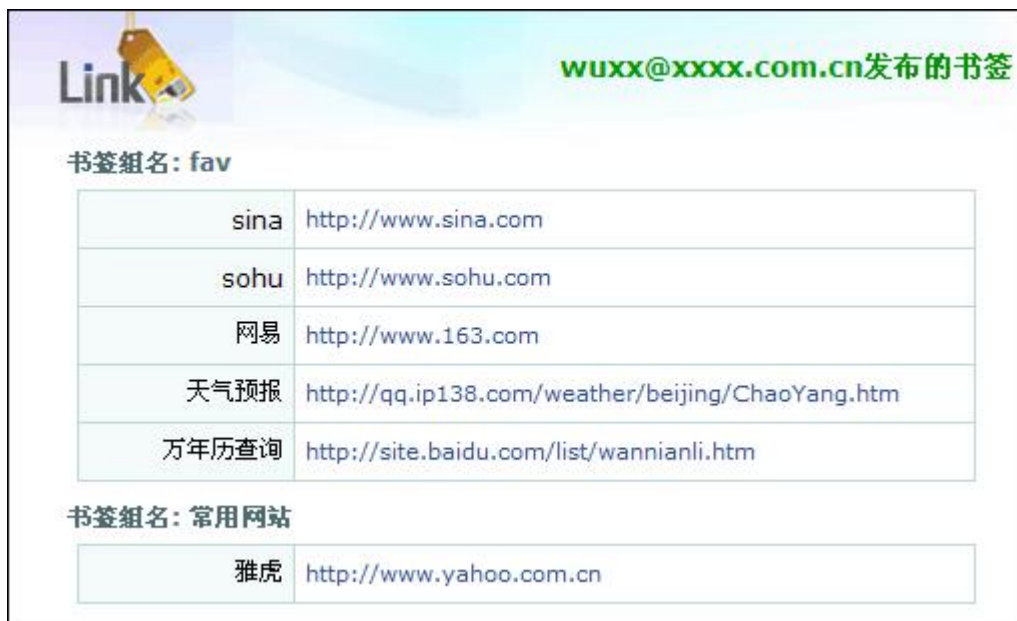 Link
wuxx@xxxx.com.cn发布的书签
书签组名: fav
sina http://www.sina.com
sohu http://www.sohu.com
网易 http://www.163.com
天气预报 http://qq.ip138.com/weather/beijing/ChaoYang.htm
万年历查询 http://site.baidu.com/list/wannianli.htm
书签组名: 常用网站
雅虎 http://www.yahoo.com.cn